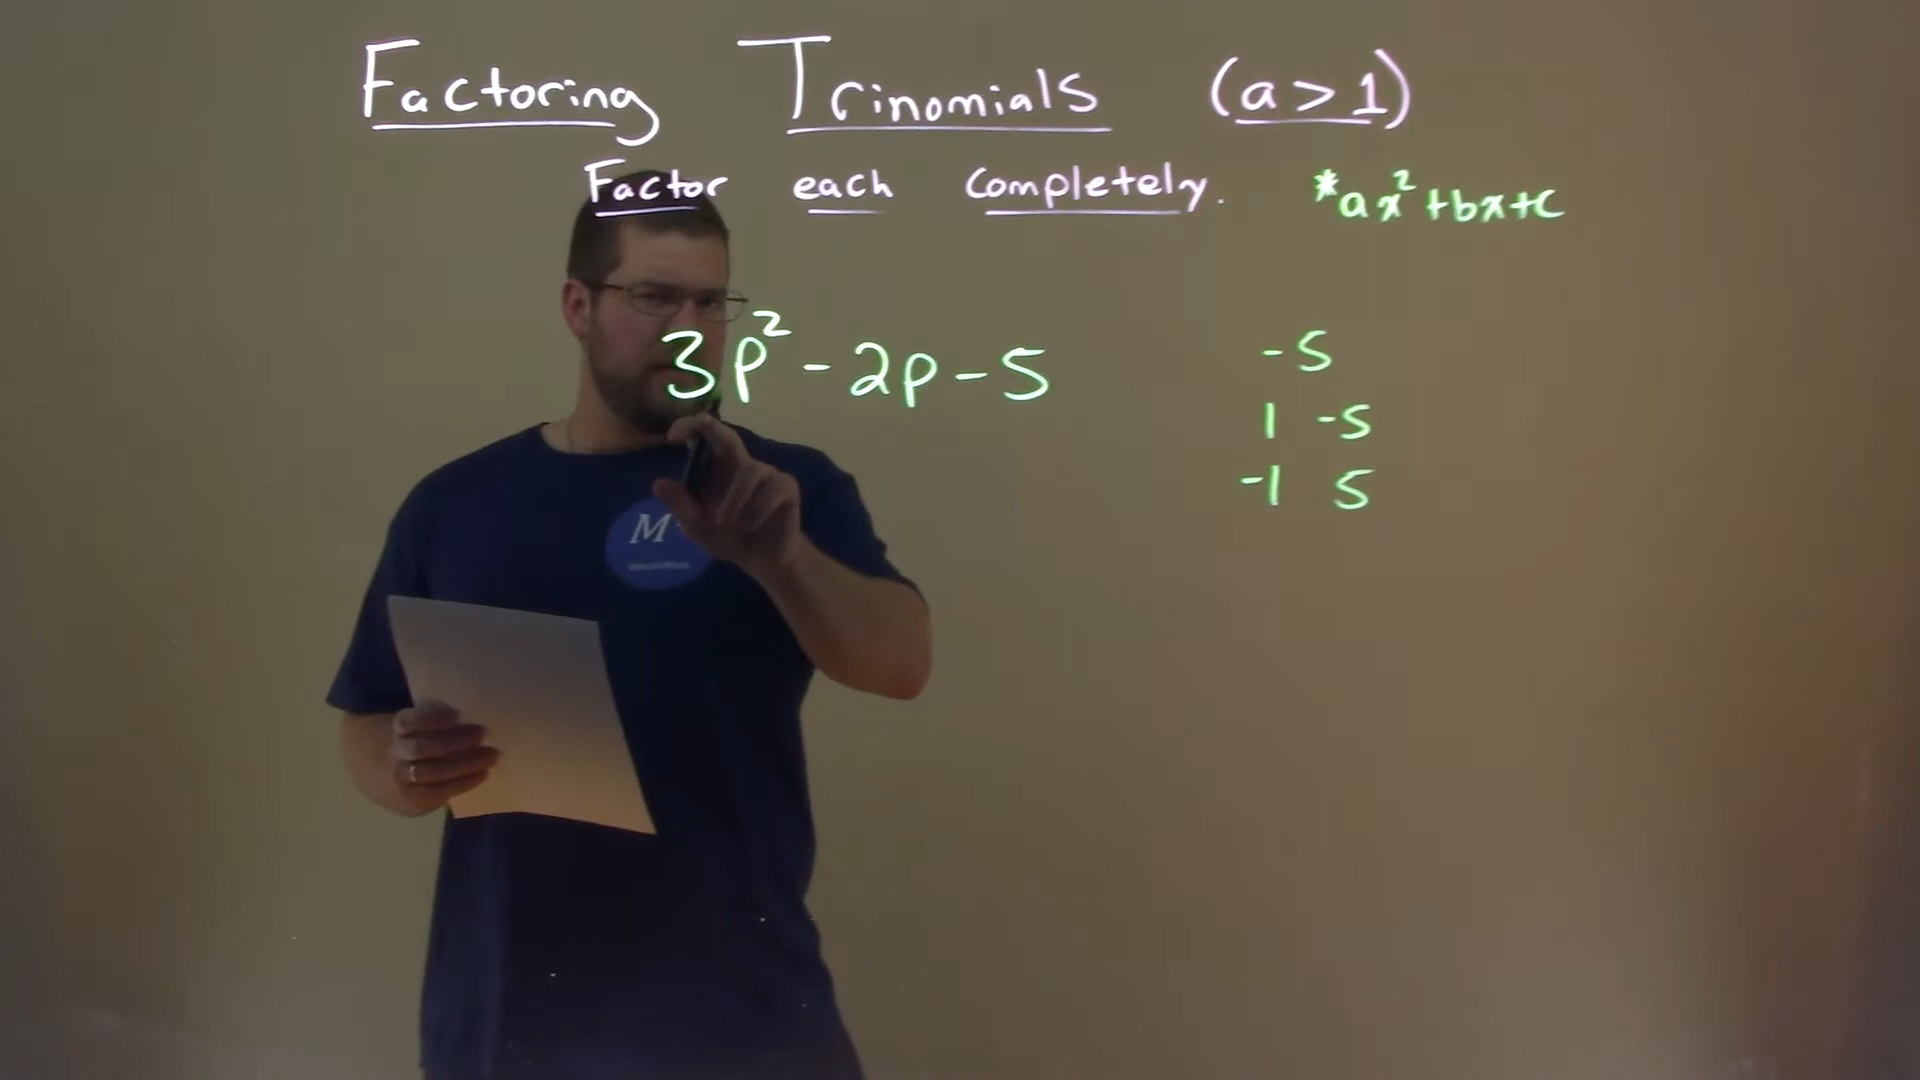 Factoring Trinomials (a > 1)
Factor each completely.
*ax²+bx+c
3p² - 2p - 5
-5
1 -5
-1 5
M